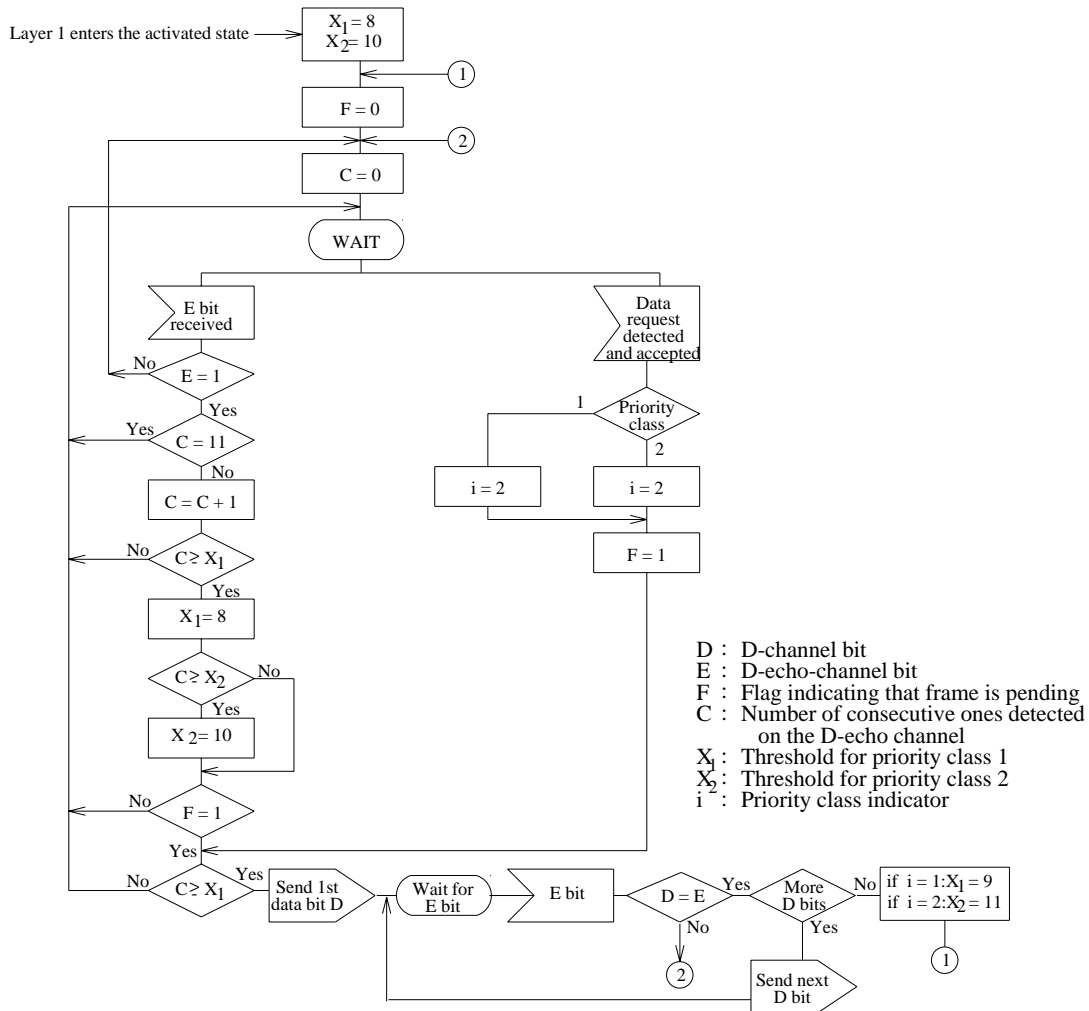 X1= 8
X2= 10
Layer 1 enters the activated state
1
F = 0
2
C = 0
WAIT
E bit
received
Data
request
detected
and accepted
No
E = 1
Yes
1
Priority
class
2
Yes
C = 11
No
i = 2
i = 2
C = C + 1
F = 1
No
C ≥ X1
Yes
X1= 8
C ≥ X2
No
Yes
X 2= 10
No
F = 1
Yes
D : D-channel bit
E : D-echo-channel bit
F : Flag indicating that frame is pending
C : Number of consecutive ones detected
on the D-echo channel
X1 : Threshold for priority class 1
X2 : Threshold for priority class 2
i : Priority class indicator
No
C ≥ X1
Yes
Send 1st
data bit D
Wait for
E bit
E bit
D = E
Yes
No
2
More
D bits
No
Yes
if i = 1:X1 = 9
if i = 2:X2 = 11
1
Send next
D bit